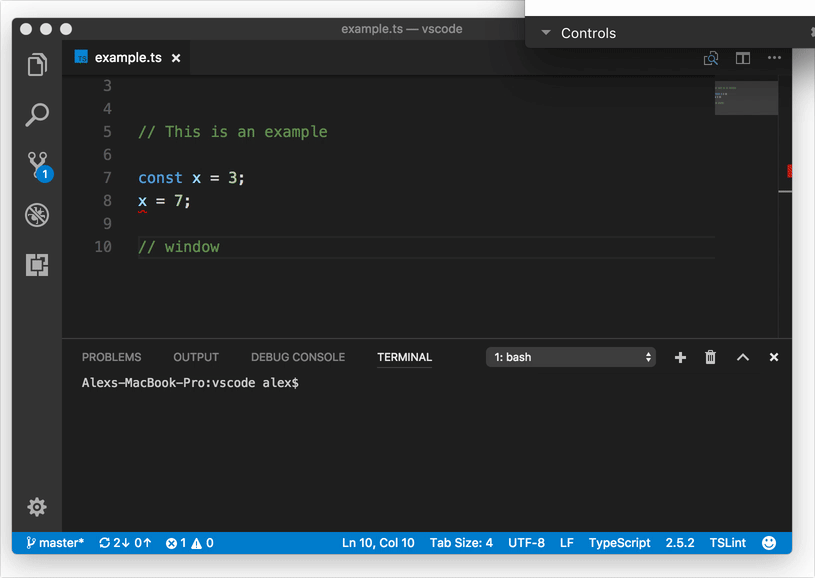 example.ts — vscode
Controls
example.ts
3
4
5 // This is an example
6
7 const x = 3;
8 x = 7;
9
10 // window
1
PROBLEMS OUTPUT DEBUG CONSOLE TERMINAL 1: bash
Alexs-MacBook-Pro:vscode alex$
master* 2↓ 0↑ 1 0 Ln 10, Col 10 Tab Size: 4 UTF-8 LF TypeScript 2.5.2 TSLint